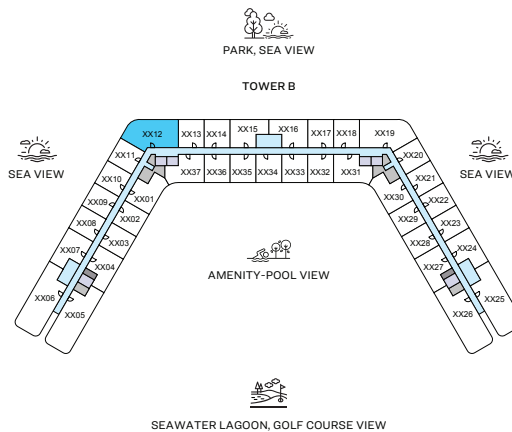 PARK, SEA VIEW
TOWER B
XX12
XX13
XX14
XX15
XX16
XX17
XX18
XX19
XX11
XX37
XX36
XX35
XX34
XX33
XX32
XX31
XX20
SEA VIEW
SEA VIEW
XX10
XX01
XX30
XX21
XX09
XX02
XX29
XX22
XX08
XX03
XX28
XX23
XX07
XX04
XX27
XX24
AMENITY-POOL VIEW
XX06
XX05
XX26
XX25
SEAWATER LAGOON, GOLF COURSE VIEW